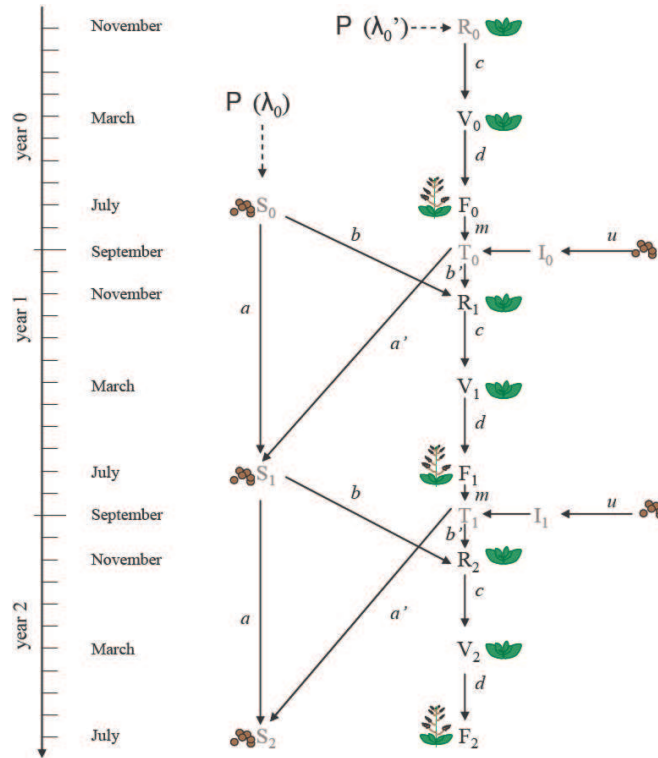 November P (λ₀') R₀
c
P (λ₀) March V₀
d
year 0
July S₀ F₀
b m u
September T₀ I₀
b'
November R₁
year 1
a a' c
March V₁
d
July S₁ F₁
b m u
September T₁ I₁
b'
November R₂
a a' c
year 2
March V₂
d
July S₂ F₂